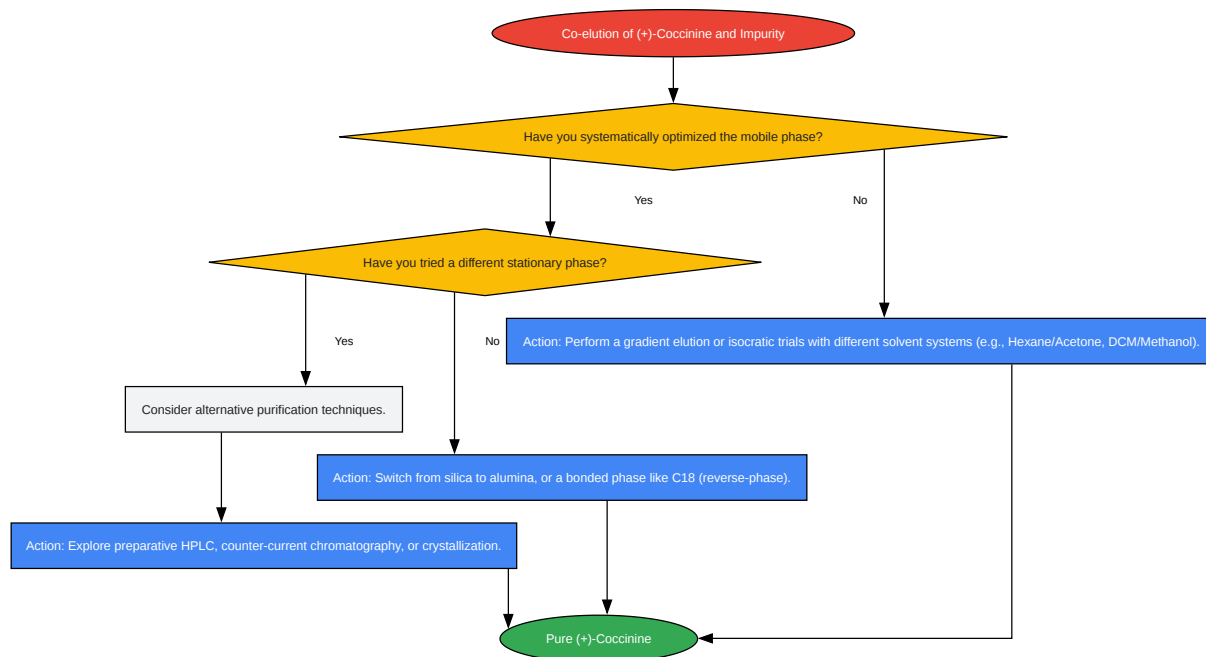 Co-elution of (+)-Coccinine and Impurity
Have you systematically optimized the mobile phase?
Yes
No
Have you tried a different stationary phase?
Yes
No
Action: Perform a gradient elution or isocratic trials with different solvent systems (e.g., Hexane/Acetone, DCM/Methanol).
Consider alternative purification techniques.
Action: Switch from silica to alumina, or a bonded phase like C18 (reverse-phase).
Action: Explore preparative HPLC, counter-current chromatography, or crystallization.
Pure (+)-Coccinine